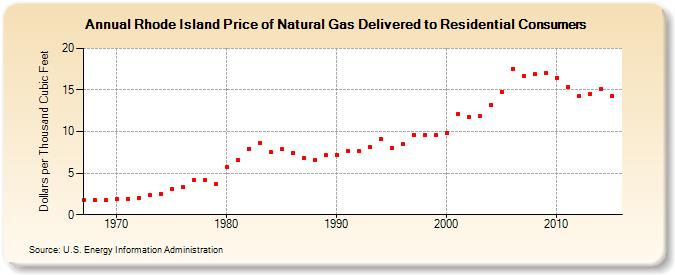 Annual Rhode Island Price of Natural Gas Delivered to Residential Consumers
Dollars per Thousand Cubic Feet
20
15
10
5
0
1970 1980 1990 2000 2010
Source: U.S. Energy Information Administration